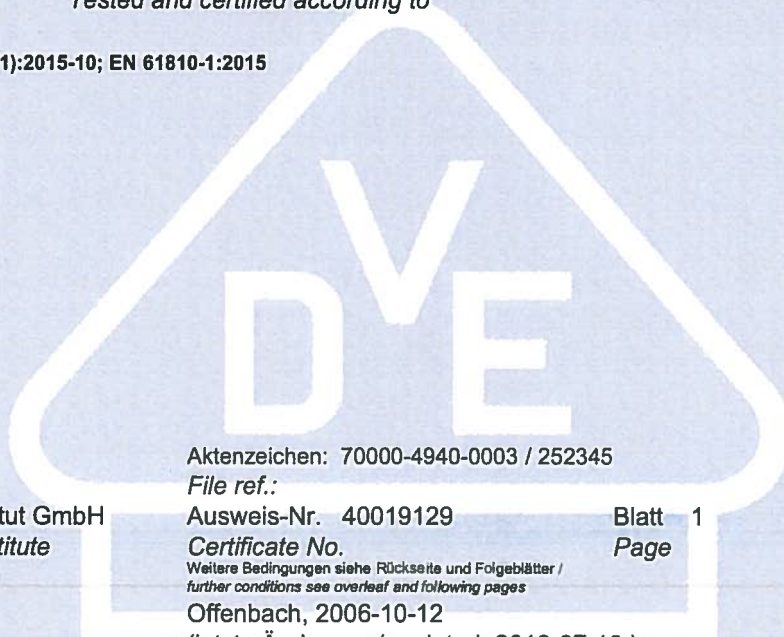 Tested and certified according to
1):2015-10; EN 61810-1:2015
V
D E
Aktenzeichen: 70000-4940-0003 / 252345
File ref.:
tut GmbH Ausweis-Nr. 40019129 Blatt 1
titute Certificate No. Page
Weitere Bedingungen siehe Rückseite und Folgeblätter /
further conditions see overleaf and following pages
Offenbach, 2006-10-12